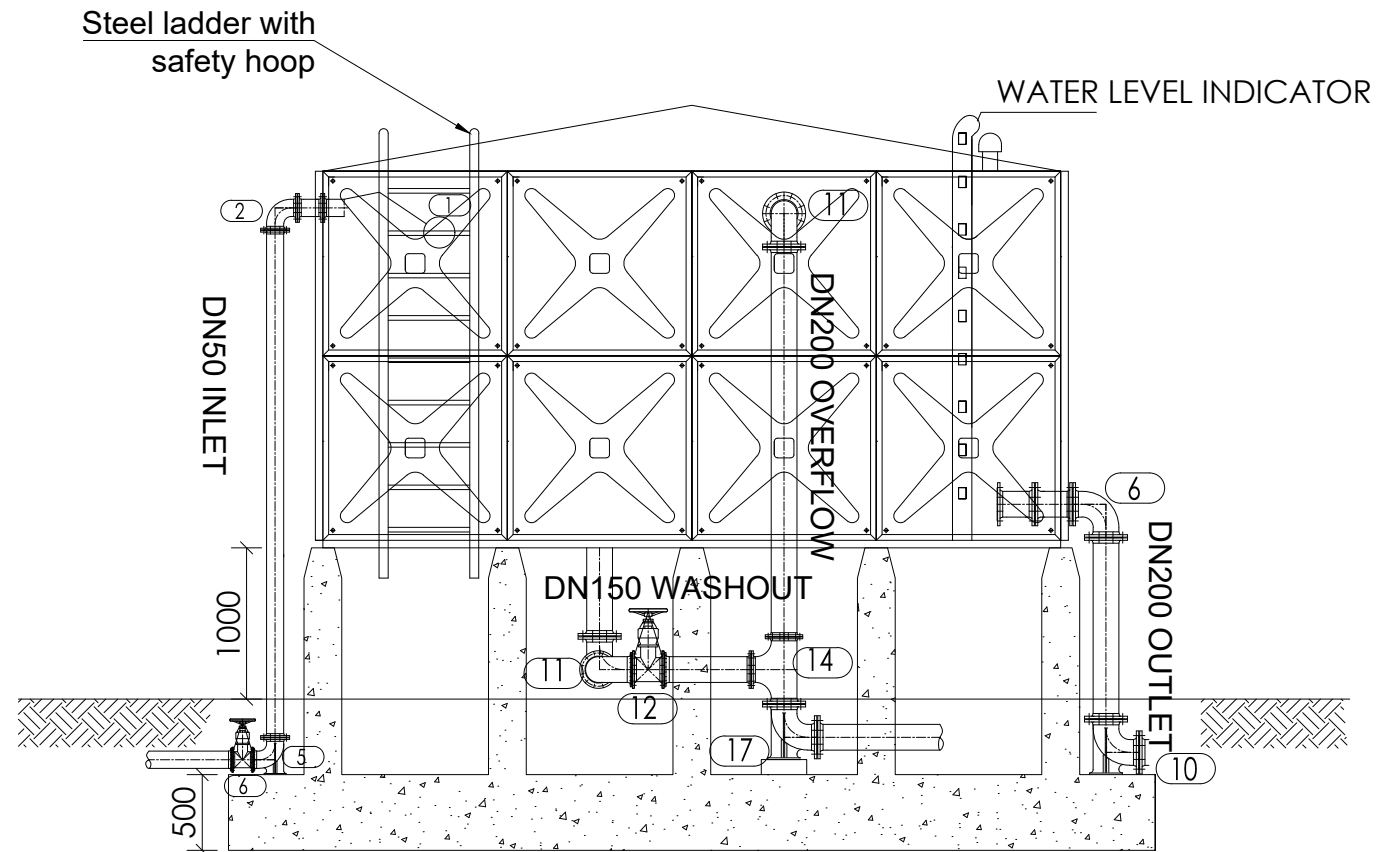 Steel ladder with
safety hoop
WATER LEVEL INDICATOR
2
1
11
DN50 INLET
DN200 OVERFLOW
6
DN200 OUTLET
DN150 WASHOUT
1000
11
14
12
17
5
6
10
500